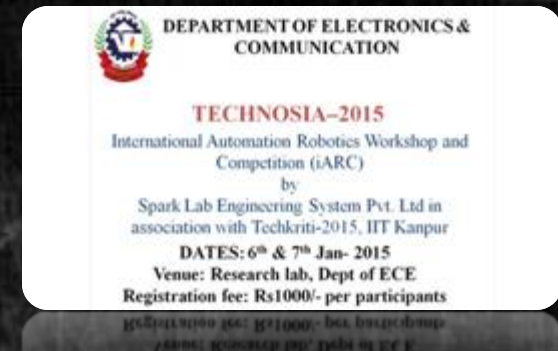 DEPARTMENT OF ELECTRONICS &
COMMUNICATION
TECHNOSIA–2015
International Automation Robotics Workshop and
Competition (iARC)
by
Spark Lab Engineering System Pvt. Ltd in
association with Techkriti-2015, IIT Kanpur
DATES: 6th & 7th Jan- 2015
Venue: Research lab, Dept of ECE
Registration fee: Rs1000/- per participants